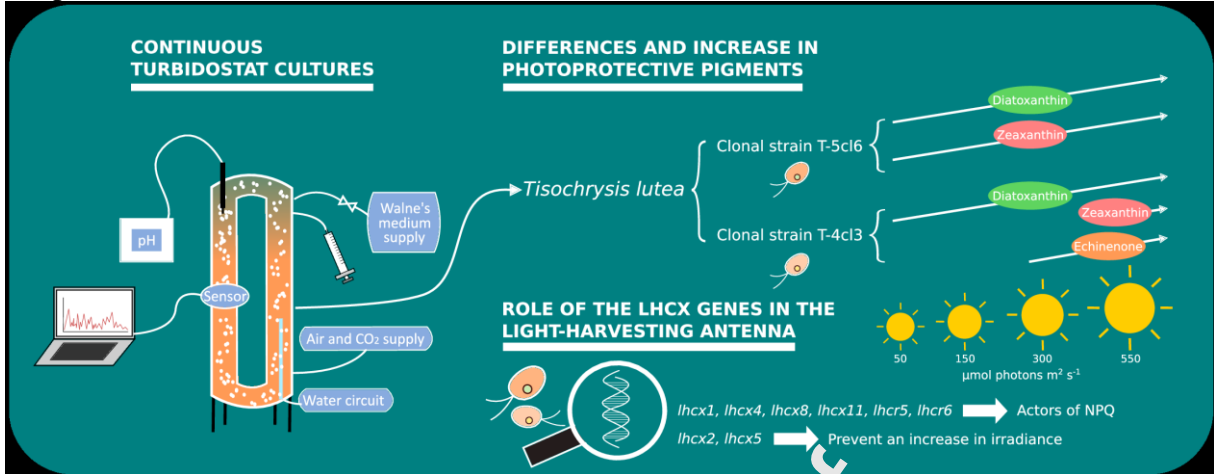 CONTINUOUS
TURBIDOSTAT CULTURES
pH
Walne's
medium
supply
Sensor
Air and CO₂ supply
Water circuit
DIFFERENCES AND INCREASE IN
PHOTOPROTECTIVE PIGMENTS
Tisochrysis lutea
Clonal strain T-5cl6
Diatoxanthin
Zeaxanthin
Clonal strain T-4cl3
Diatoxanthin
Zeaxanthin
Echinenone
50 150 300 550
µmol photons m² s⁻¹
ROLE OF THE LHCX GENES IN THE
LIGHT-HARVESTING ANTENNA
lhcx1, lhcx4, lhcx8, lhcx11, lhcr5, lhcr6 Actors of NPQ
lhcx2, lhcx5 Prevent an increase in irradiance